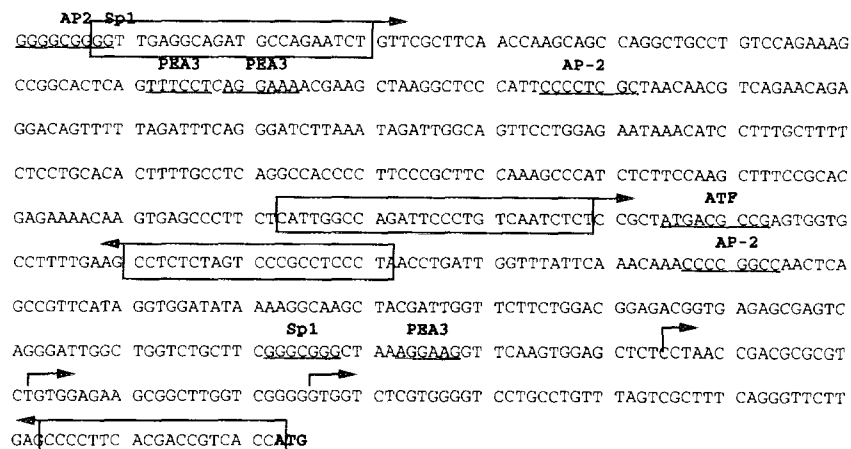 AP2 Sp1
GGGGCGGGGT TGAGGCAGAT GCCAGAATCT GTTCGCTTCA ACCAAGCAGC CAGGCTGCCT GTCCAGAAAG
PEA3 PEA3 AP-2
CCGGCACTCAG TTTCCTCAGG GAAAACGAAG CTAAGGCTCC CATTCCCCTC GCTAACAACG TCAGAACAGA
GGACAGTTTT TAGATTTCAG GGATCTTAAA TAGATTGGCA GTTCCTGGAG AATAAACATC CTTTGCTTTT
CTCCTGCACA CTTTTGCCTC AGGCCACCCC TTCCCGCTTC CAAAGCCCAT CTCTTCCAAG CTTTCCGCAC
ATF
GAGAAAACAA GTGAGCCCTT CTCATTGGCC AGATTCCCTG TCAATCTCTC CGCTATGACG CCGAGTGGTG
AP-2
CCTTTTGAAG CCTCTCTAGT CCCGCCTCCC TAACCTGATT GGTTTATTCA AACAAACCCC GGCCAACTCA
GCCGTTCATA GGTGGATATA AAAGGCAAGC TACGATTGGT TCTTCTGGAC GGAGACGGTG AGAGCGAGTC
Sp1 PEA3
AGGGATTGGC TGGTCTGCTT CGGGCGGGCT AAAGGAAGGT TCAAGTGGAG CTCTCCTAAC CGACGCGCGT
CTGTGGAGAA GCGGCTTGGT CGGGGGTGGT CTCGTGGGGT CCTGCCTGTT TAGTCGCTTT CAGGGTTCTT
GAGCCCCTTC ACGACCGTCA CCATG